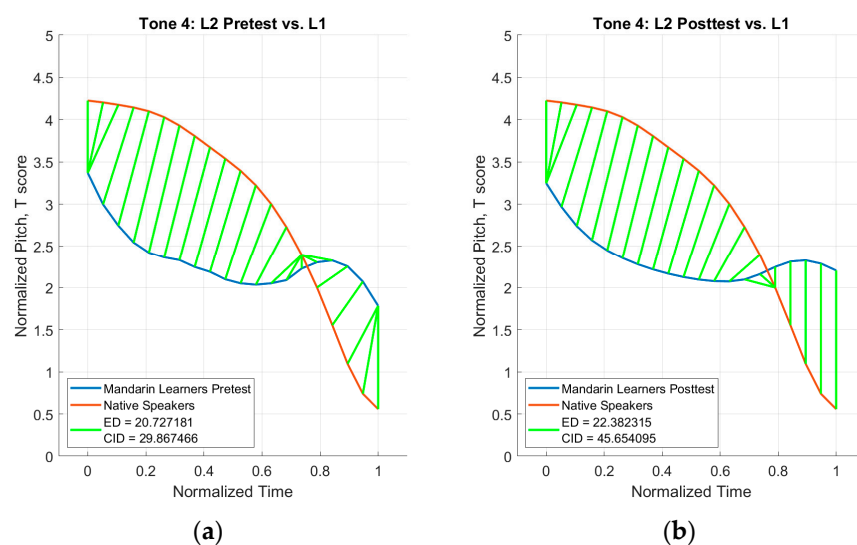 Tone 4: L2 Pretest vs. L1
5
4.5
4
3.5
3
2.5
2
1.5
1
0.5
0
Normalized Pitch, T score
Mandarin Learners Pretest
Native Speakers
ED = 20.727181
CID = 29.867466
0 0.2 0.4 0.6 0.8 1
Normalized Time
(a)
Tone 4: L2 Posttest vs. L1
5
4.5
4
3.5
3
2.5
2
1.5
1
0.5
0
Normalized Pitch, T score
Mandarin Learners Posttest
Native Speakers
ED = 22.382315
CID = 45.654095
0 0.2 0.4 0.6 0.8 1
Normalized Time
(b)